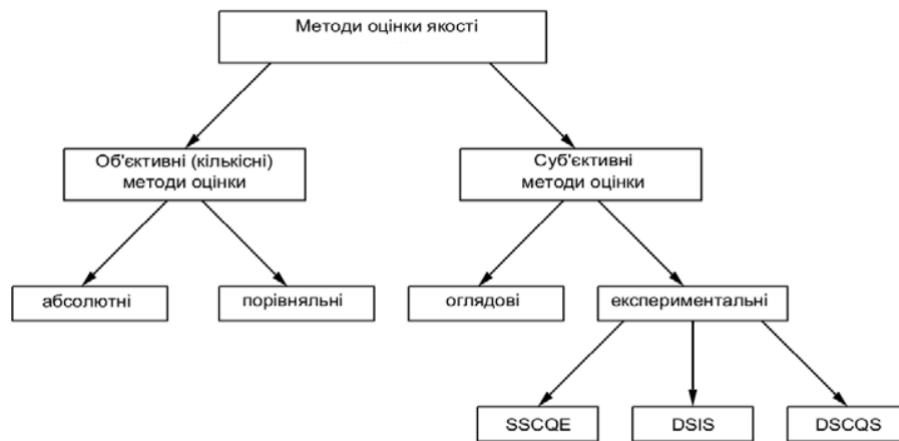 Методи оцінки якості
Об'єктивні (кількісні)
методи оцінки
Суб'єктивні
методи оцінки
абсолютні
порівняльні
оглядові
експериментальні
SSCQE
DSIS
DSCQS